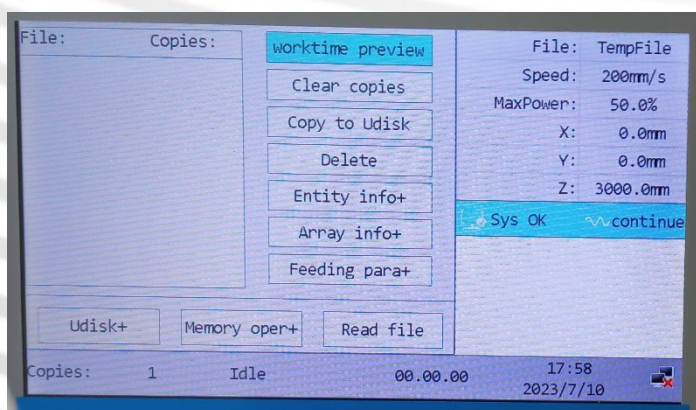 File: Copies:
worktime preview
Clear copies
Copy to Udisk
Delete
Entity info+
Array info+
Feeding para+
Udisk+ Memory oper+ Read file
File: TempFile
Speed: 200mm/s
MaxPower: 50.0%
X: 0.0mm
Y: 0.0mm
Z: 3000.0mm
Sys OK continue
Copies: 1 Idle 00.00.00 17:58
2023/7/10